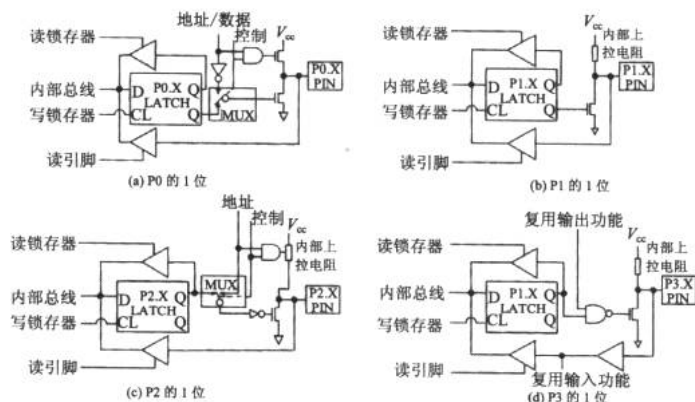 地址/数据
控制
Vcc
读锁存器
内部总线
写锁存器
读引脚
D
P0.X
Q
LATCH
CL
Q
MUX
P0.X
PIN
(a) P0 的 1 位
Vcc
内部上
拉电阻
读锁存器
内部总线
写锁存器
读引脚
D
P1.X
Q
LATCH
CL
Q
P1.X
PIN
(b) P1 的 1 位
地址
控制
Vcc
内部上
拉电阻
读锁存器
内部总线
写锁存器
读引脚
D
P2.X
Q
LATCH
CL
Q
MUX
P2.X
PIN
(c) P2 的 1 位
复用输出功能
Vcc
内部上
拉电阻
读锁存器
内部总线
写锁存器
读引脚
D
P1.X
Q
LATCH
CL
Q
P3.X
PIN
复用输入功能
(d) P3 的 1 位